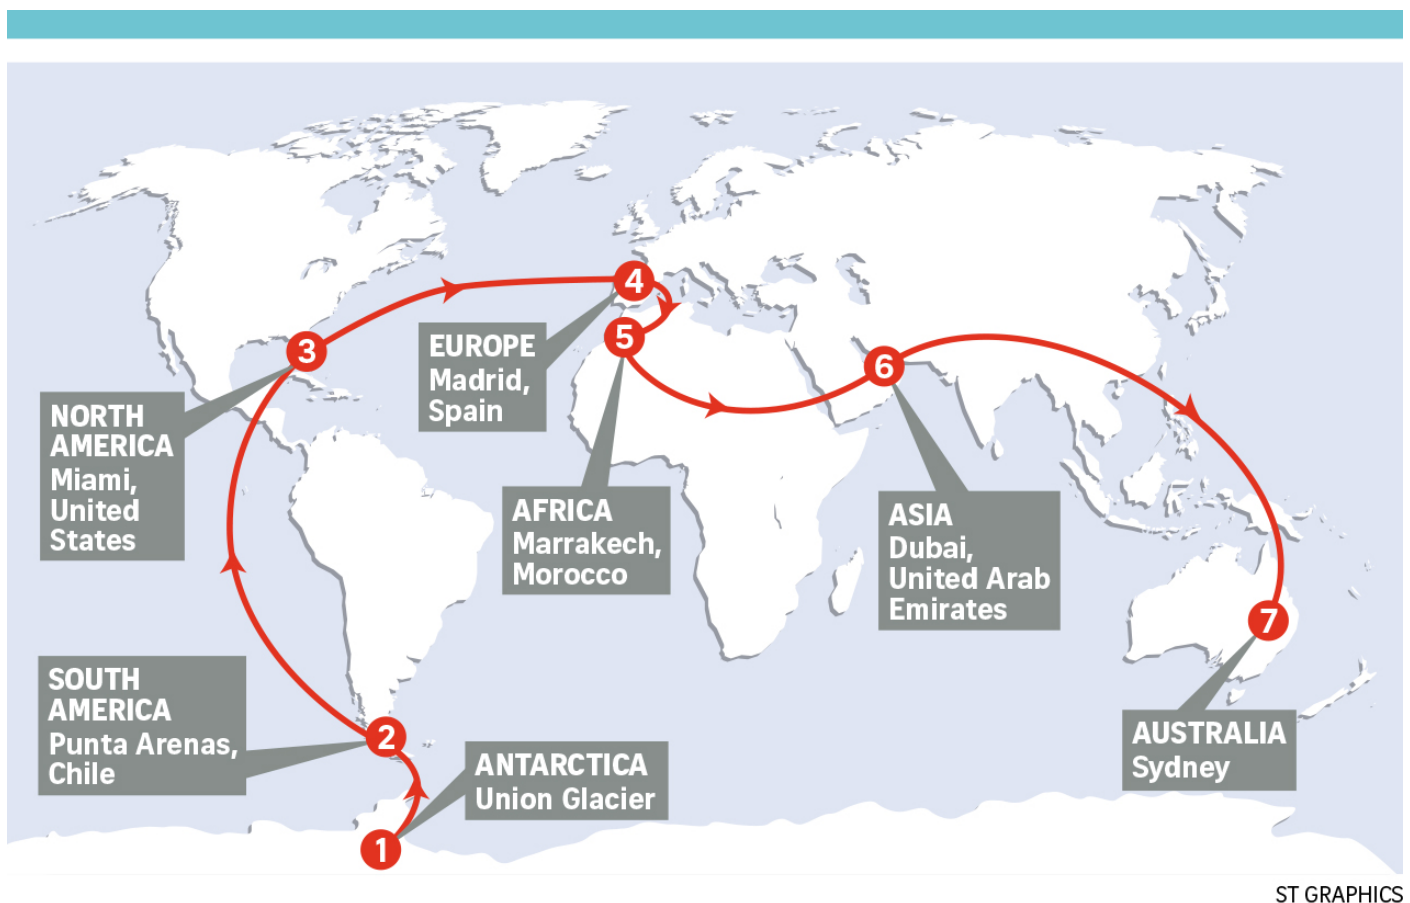 4
3
5
6
EUROPE
Madrid,
Spain
NORTH
AMERICA
Miami,
United
States
AFRICA
Marrakech,
Morocco
ASIA
Dubai,
United Arab
Emirates
7
SOUTH
AMERICA
Punta Arenas,
Chile
2
ANTARCTICA
Union Glacier
AUSTRALIA
Sydney
1
ST GRAPHICS